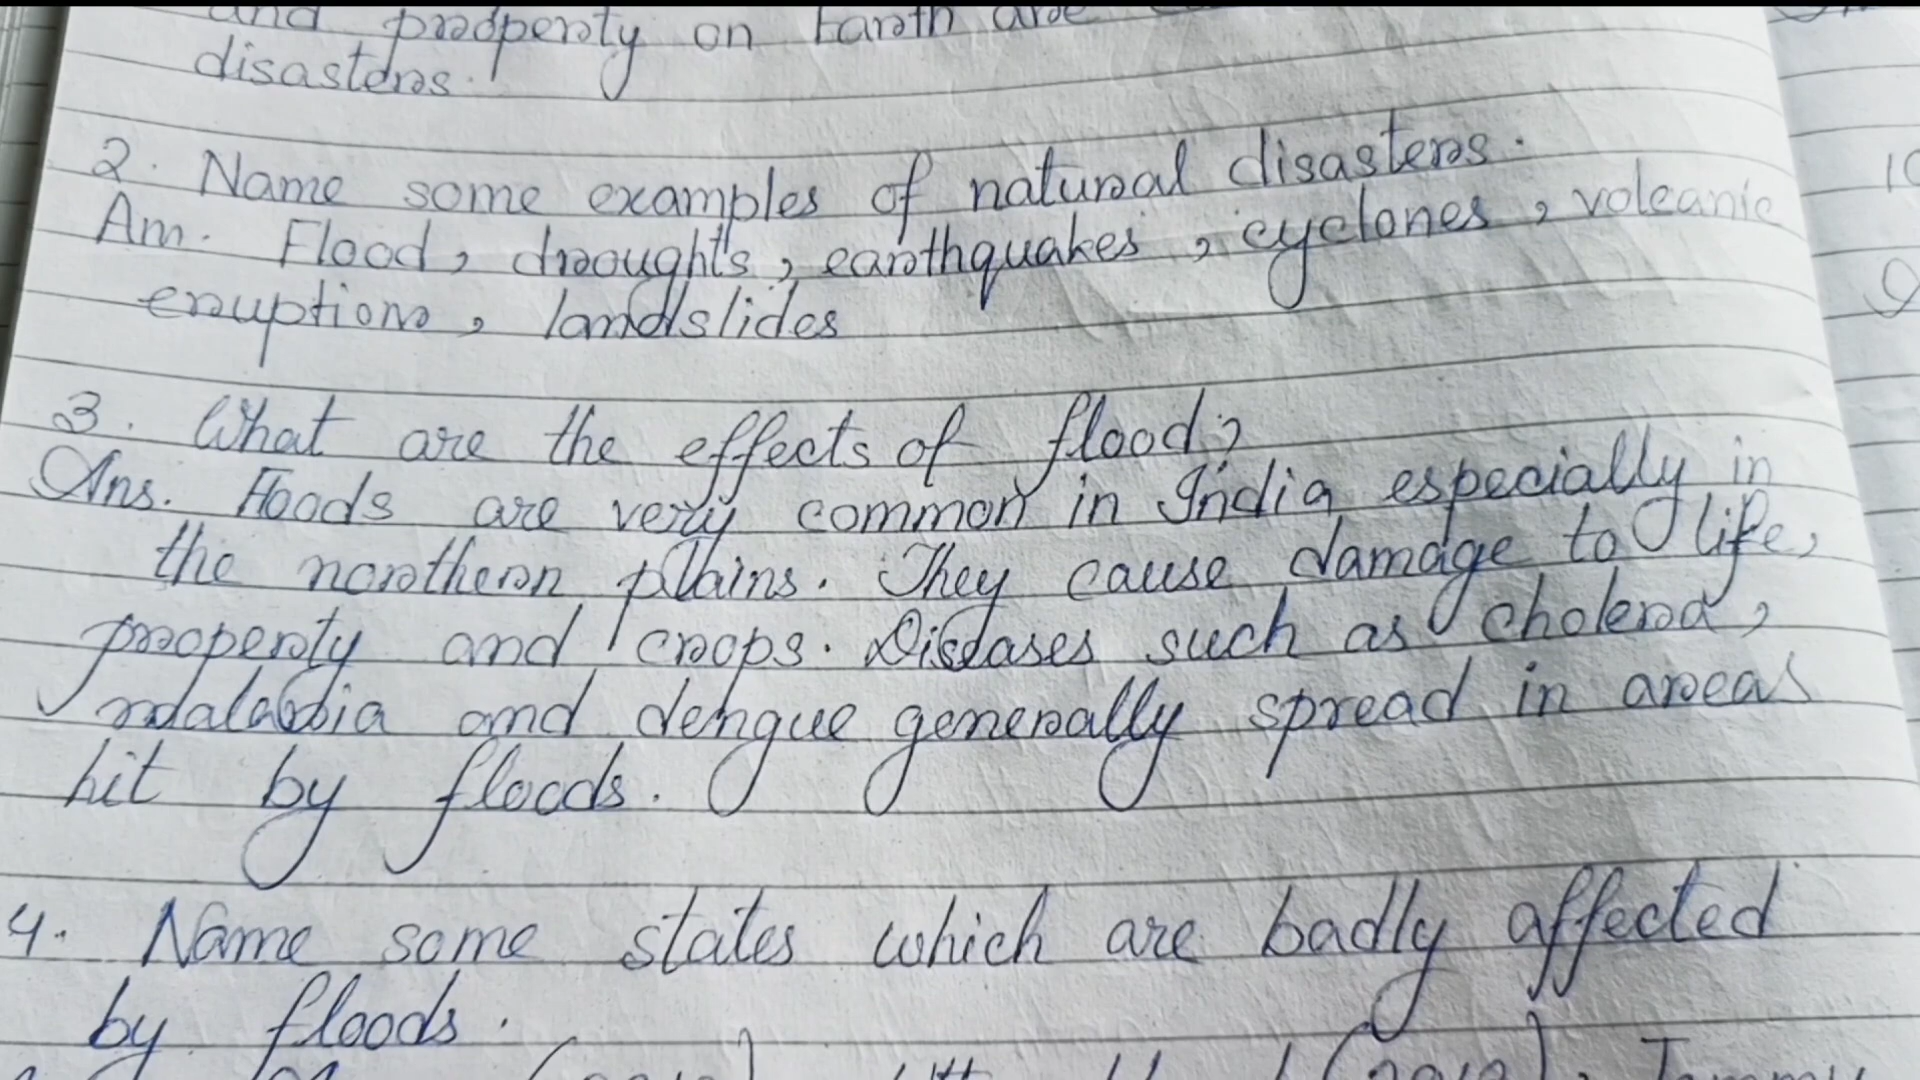 and property on Earth are
disasters.
2. Name some examples of natural disasters.
Ans. Flood, droughts, earthquakes, cyclones, volcanic
eruptions, landslides
3. What are the effects of flood?
Ans. Floods are very common in India especially in
the northern plains. They cause damage to life,
property and crops. Diseases such as cholera,
malaria and dengue generally spread in areas
hit by floods.
4. Name some states which are badly affected
by floods.